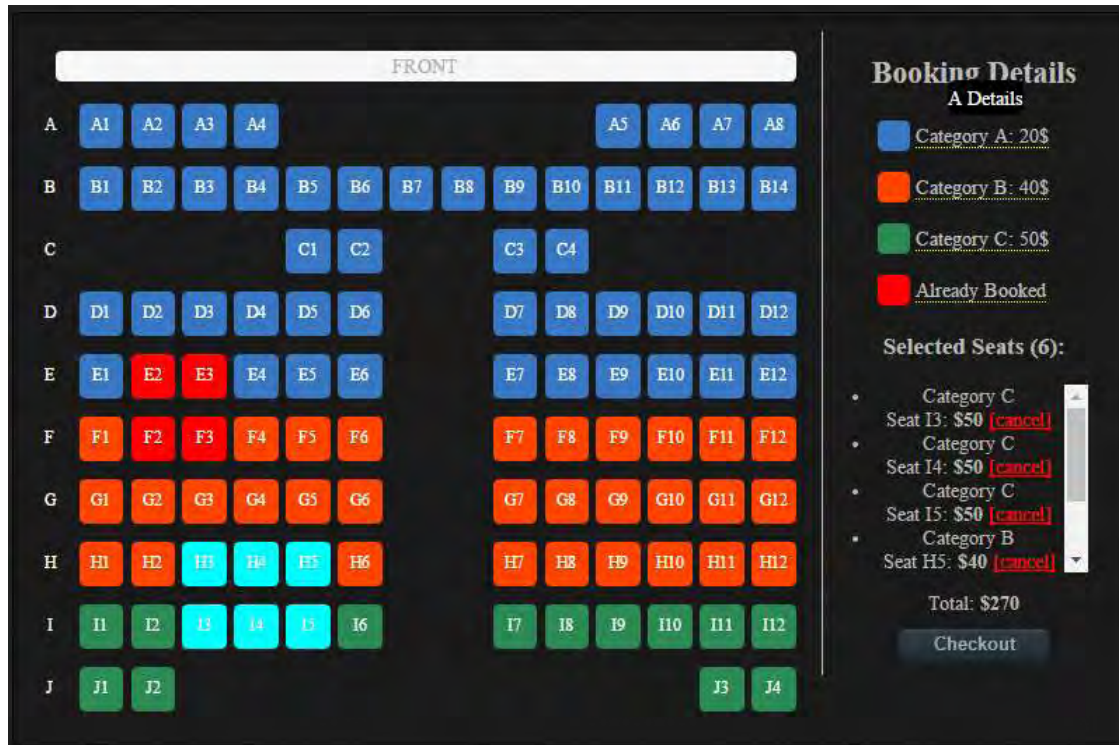 FRONT
A A1 A2 A3 A4 A5 A6 A7 A8
B B1 B2 B3 B4 B5 B6 B7 B8 B9 B10 B11 B12 B13 B14
C C1 C2 C3 C4
D D1 D2 D3 D4 D5 D6 D7 D8 D9 D10 D11 D12
E E1 E2 E3 E4 E5 E6 E7 E8 E9 E10 E11 E12
F F1 F2 F3 F4 F5 F6 F7 F8 F9 F10 F11 F12
G G1 G2 G3 G4 G5 G6 G7 G8 G9 G10 G11 G12
H H1 H2 H3 H4 H5 H6 H7 H8 H9 H10 H11 H12
I I1 I2 I3 I4 I5 I6 I7 I8 I9 I10 I11 I12
J J1 J2 J3 J4
Booking Details
A Details
Category A: 20$
Category B: 40$
Category C: 50$
Already Booked
Selected Seats (6):
• Category C
Seat I3: $50 [cancel]
• Category C
Seat I4: $50 [cancel]
• Category C
Seat I5: $50 [cancel]
• Category B
Seat H5: $40 [cancel]
Total: $270
Checkout